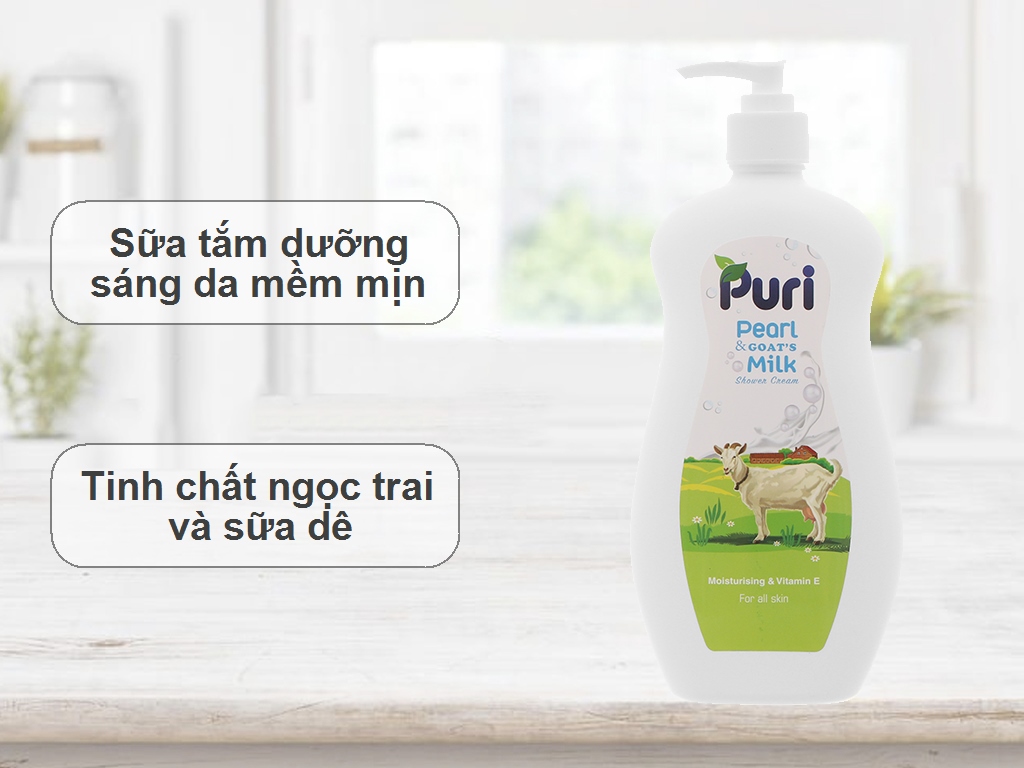 Sữa tắm dưỡng
sáng da mềm mịn
Tinh chất ngọc trai
và sữa dê
Puri
Pearl
& GOAT'S
Milk
Shower Cream
Moisturising & Vitamin E
For all skin